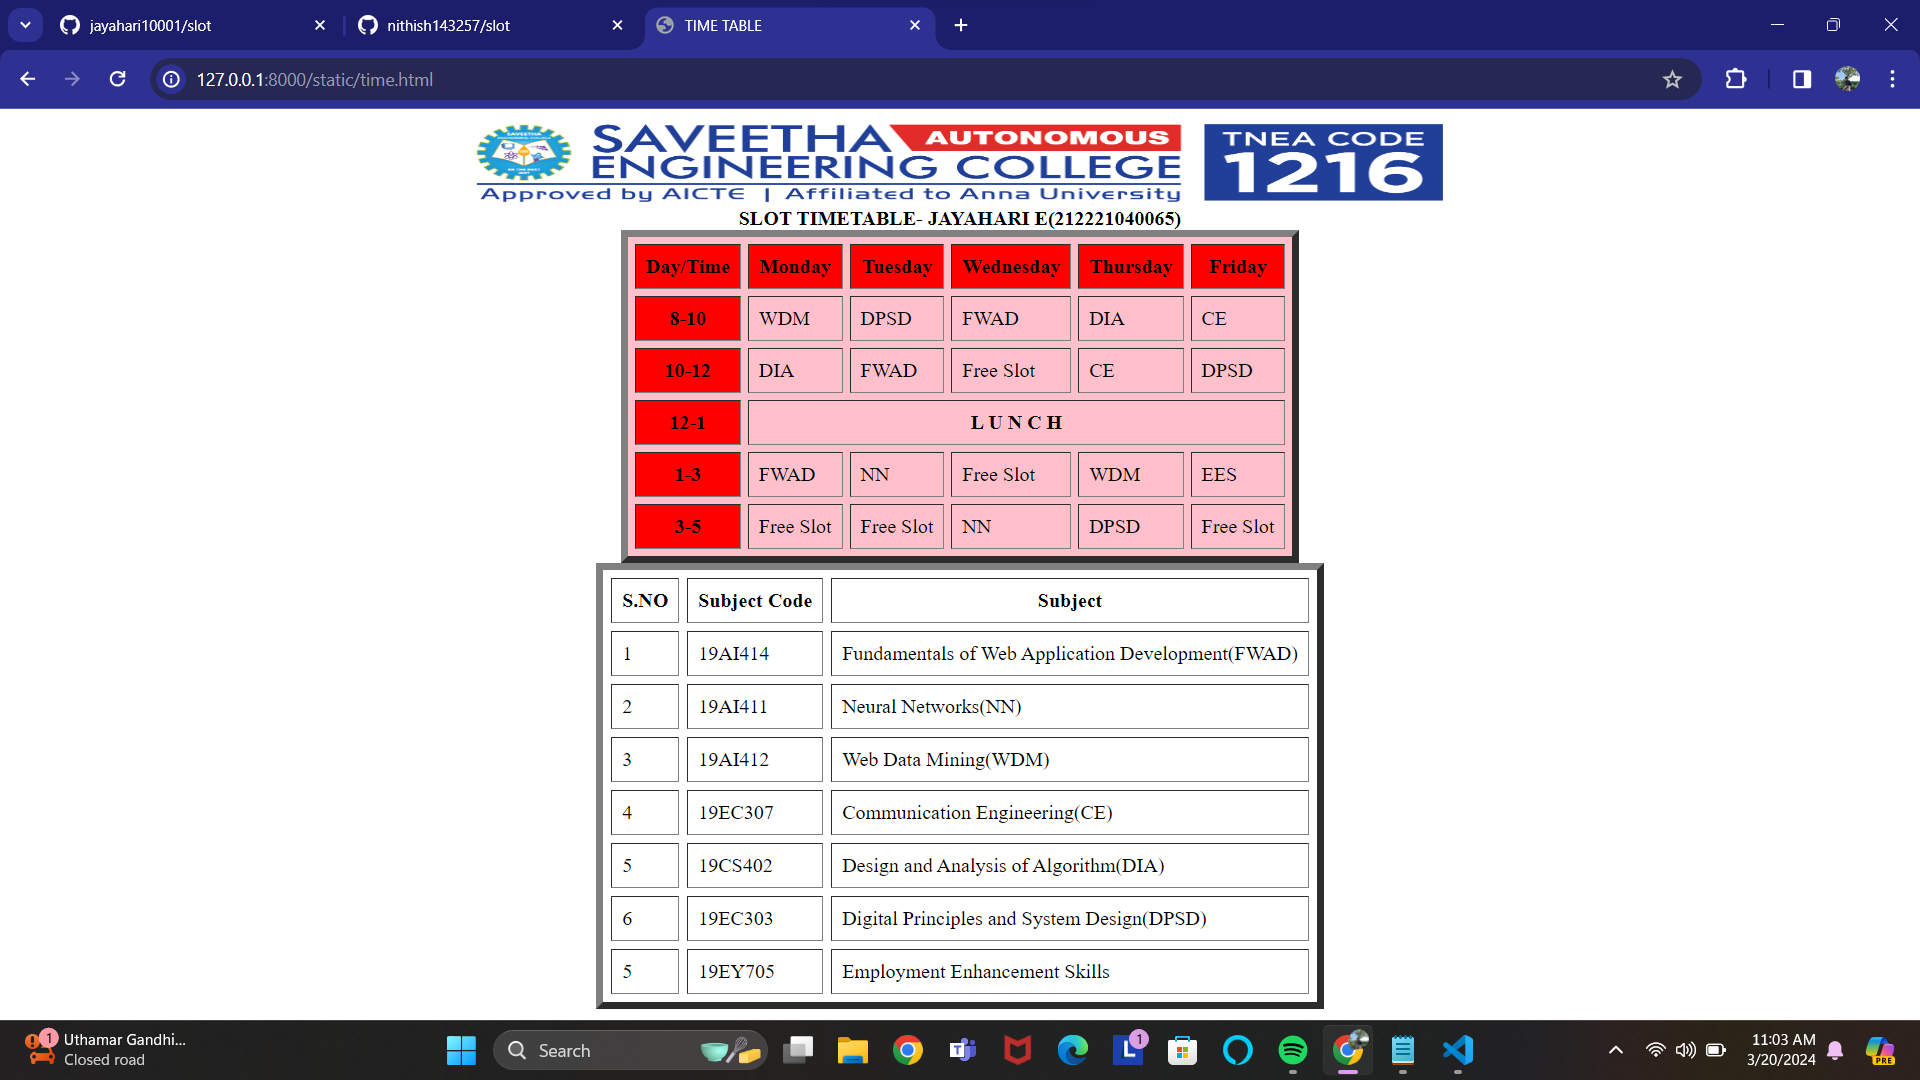 jayahari10001/slot
nithish143257/slot
TIME TABLE
127.0.0.1:8000/static/time.html
SAVEETHA AUTONOMOUS
ENGINEERING COLLEGE
Approved by AICTE | Affiliated to Anna University
TNEA CODE
1216
SLOT TIMETABLE- JAYAHARI E(212221040065)
Day/Time Monday Tuesday Wednesday Thursday Friday
8-10 WDM DPSD FWAD DIA CE
10-12 DIA FWAD Free Slot CE DPSD
12-1 L U N C H
1-3 FWAD NN Free Slot WDM EES
3-5 Free Slot Free Slot NN DPSD Free Slot
S.NO Subject Code Subject
1 19AI414 Fundamentals of Web Application Development(FWAD)
2 19AI411 Neural Networks(NN)
3 19AI412 Web Data Mining(WDM)
4 19EC307 Communication Engineering(CE)
5 19CS402 Design and Analysis of Algorithm(DIA)
6 19EC303 Digital Principles and System Design(DPSD)
5 19EY705 Employment Enhancement Skills
1 Uthamar Gandhi...
Closed road
Search
1
11:03 AM
3/20/2024
PRE